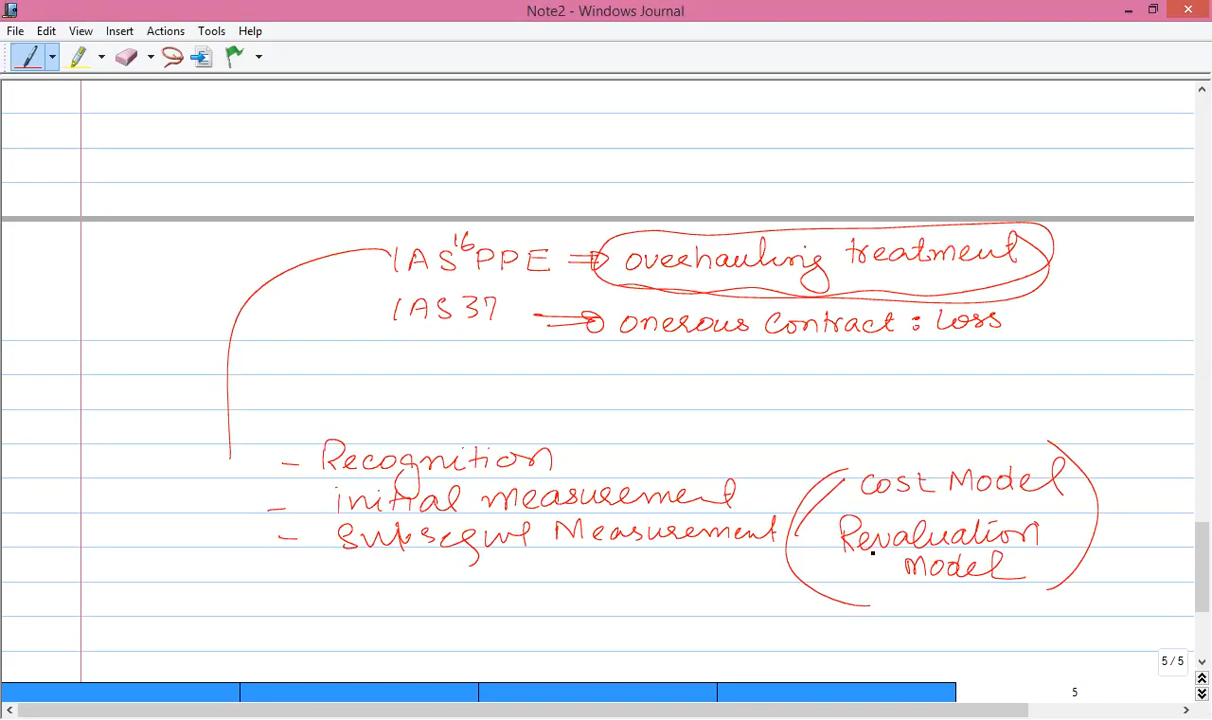 Note2 - Windows Journal
File Edit View Insert Actions Tools Help
IAS 16 PPE ⇒ overhauling treatment
IAS 37 → onerous contract : Loss
- Recognition
- initial measurement
- Subsequnt Measurement ( Cost Model
Revaluation
Model )
5 / 5
5